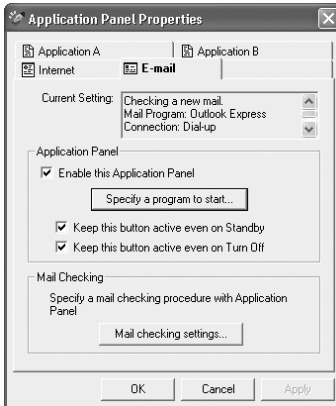 Application Panel Properties
Application A
Application B
Internet
E-mail
Current Setting:
Checking a new mail.
Mail Program: Outlook Express
Connection: Dial-up
Application Panel
Enable this Application Panel
Specify a program to start...
Keep this button active even on Standby
Keep this button active even on Turn Off
Mail Checking
Specify a mail checking procedure with Application
Panel
Mail checking settings...
OK
Cancel
Apply